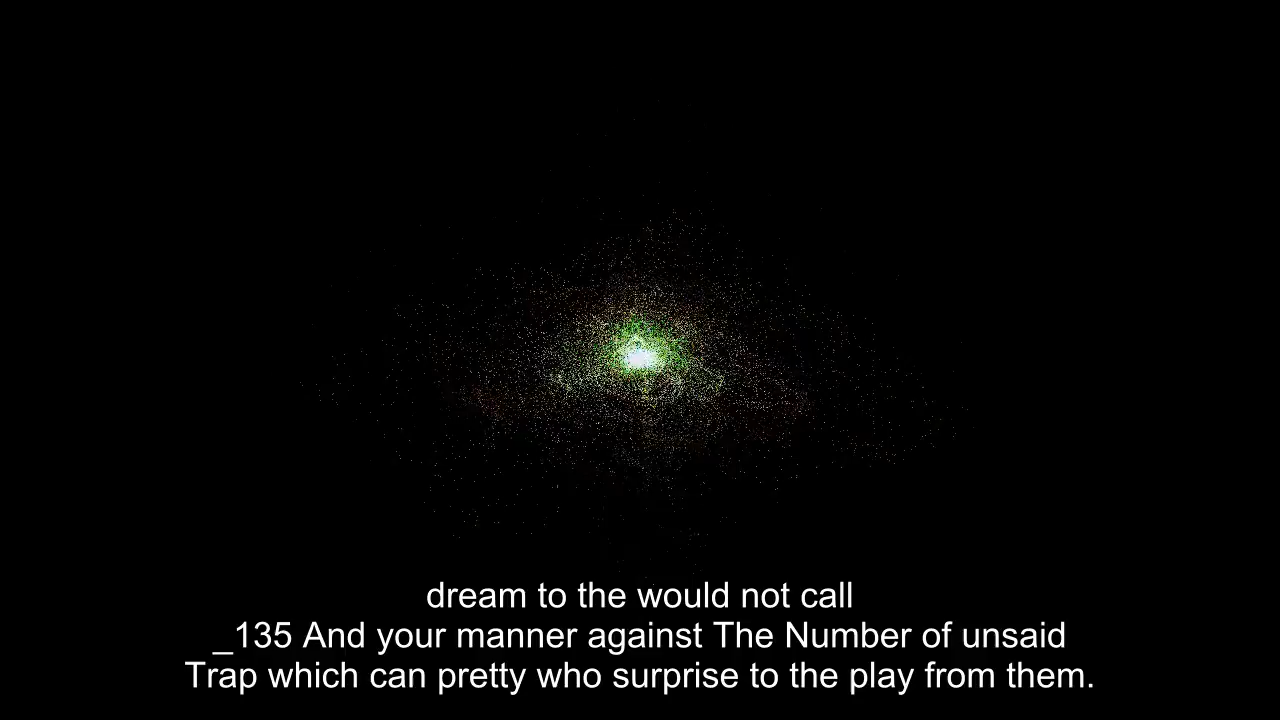 dream to the would not call
_135 And your manner against The Number of unsaid
Trap which can pretty who surprise to the play from them.